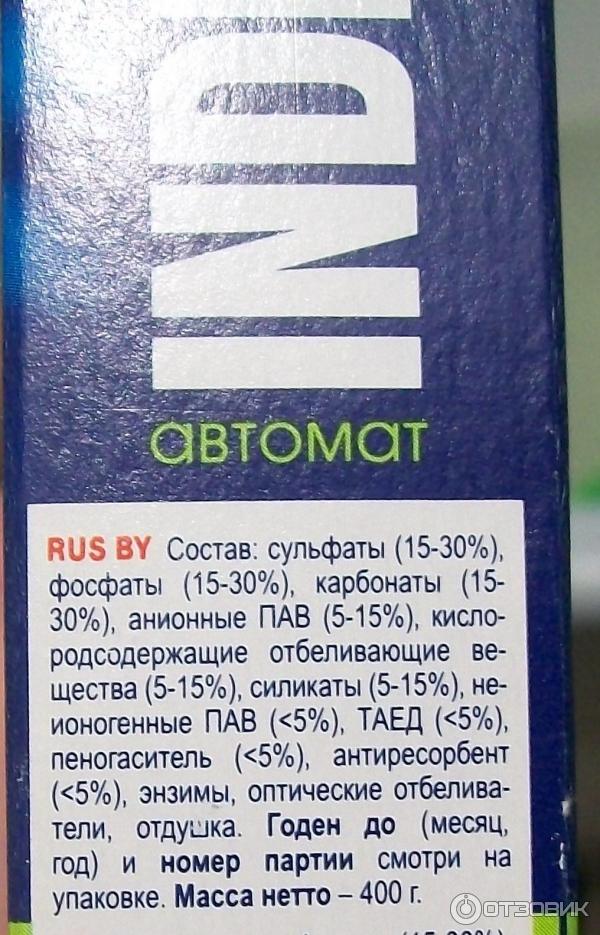 IND
автомат
RUS BY Состав: сульфаты (15-30%),
фосфаты (15-30%), карбонаты (15-
30%), анионные ПАВ (5-15%), кисло-
родсодержащие отбеливающие ве-
щества (5-15%), силикаты (5-15%), не-
ионогенные ПАВ (<5%), ТАЕД (<5%),
пеногаситель (<5%), антиресорбент
(<5%), энзимы, оптические отбелива-
тели, отдушка. Годен до (месяц,
год) и номер партии смотри на
упаковке. Масса нетто – 400 г.
ОТЗОВИК